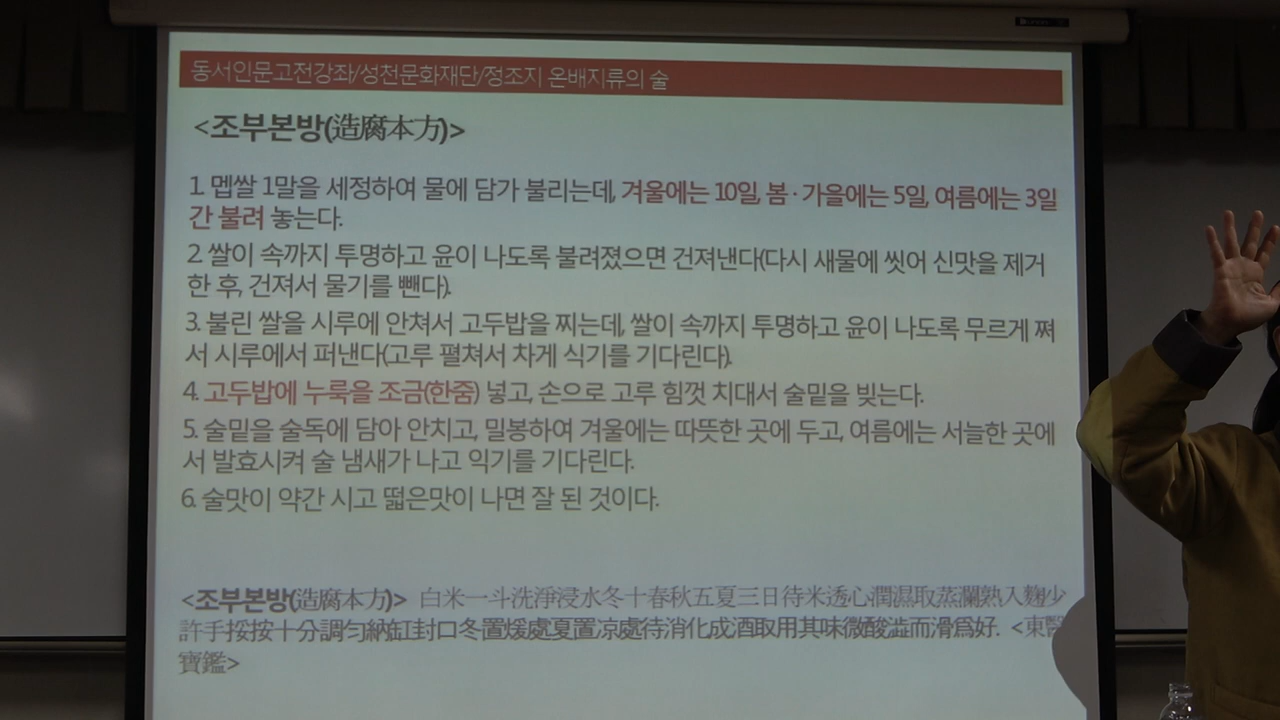 동서인문고전강좌/성천문화재단/정조지 온배지류의 술
<조부본방(造腐本方)>
1. 멥쌀 1말을 세정하여 물에 담가 불리는데, 겨울에는 10일, 봄·가을에는 5일, 여름에는 3일
간 불려 놓는다.
2. 쌀이 속까지 투명하고 윤이 나도록 불려졌으면 건져낸다(다시 새물에 씻어 신맛을 제거
한 후, 건져서 물기를 뺀다).
3. 불린 쌀을 시루에 안쳐서 고두밥을 찌는데, 쌀이 속까지 투명하고 윤이 나도록 무르게 쪄
서 시루에서 퍼낸다(고루 펼쳐서 차게 식기를 기다린다).
4. 고두밥에 누룩을 조금(한줌) 넣고, 손으로 고루 힘껏 치대서 술밑을 빚는다.
5. 술밑을 술독에 담아 안치고, 밀봉하여 겨울에는 따뜻한 곳에 두고, 여름에는 서늘한 곳에
서 발효시켜 술 냄새가 나고 익기를 기다린다.
6. 술맛이 약간 시고 떫은맛이 나면 잘 된 것이다.
<조부본방(造腐本方)> 白米一斗洗淨浸水冬十春秋五夏三日待米透心潤濕取蒸爛熟入麴少
許手挼按十分調勻納缸封口冬置煖處夏置凉處待消化成酒取用其味微酸澁而滑爲好. <東醫
寶鑑>